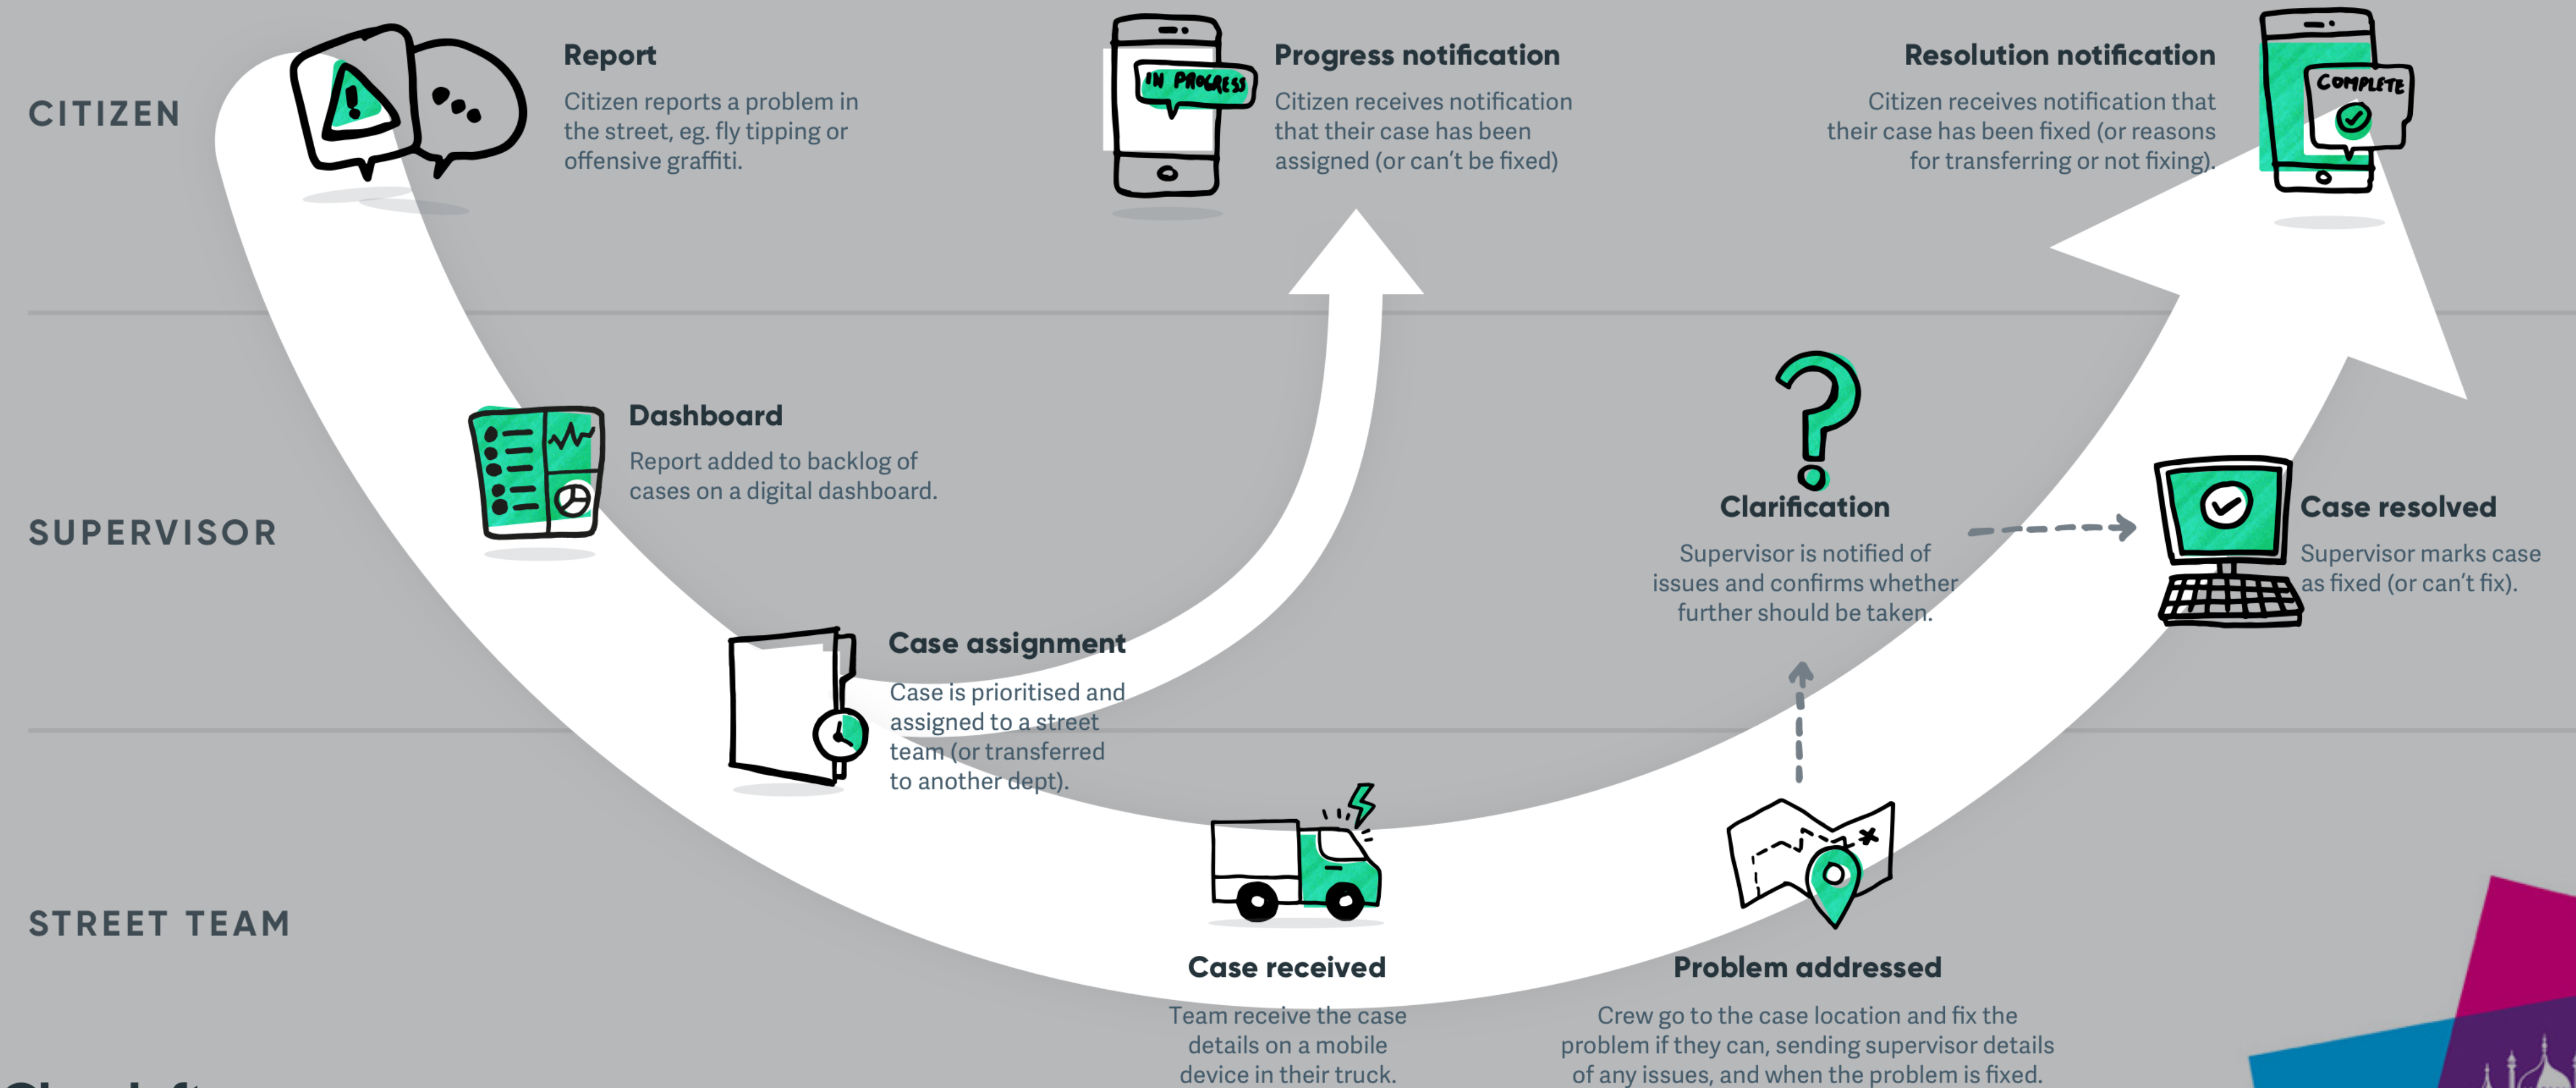 CITIZEN
Report
Citizen reports a problem in
the street, eg. fly tipping or
offensive graffiti.
IN PROGRESS
Progress notification
Citizen receives notification
that their case has been
assigned (or can't be fixed)
Resolution notification
Citizen receives notification that
their case has been fixed (or reasons
for transferring or not fixing).
COMPLETE
SUPERVISOR
Dashboard
Report added to backlog of
cases on a digital dashboard.
Case assignment
Case is prioritised and
assigned to a street
team (or transferred
to another dept).
Clarification
Supervisor is notified of
issues and confirms whether
further should be taken.
Case resolved
Supervisor marks case
as fixed (or can't fix).
STREET TEAM
Case received
Team receive the case
details on a mobile
device in their truck.
Problem addressed
Crew go to the case location and fix the
problem if they can, sending supervisor details
of any issues, and when the problem is fixed.